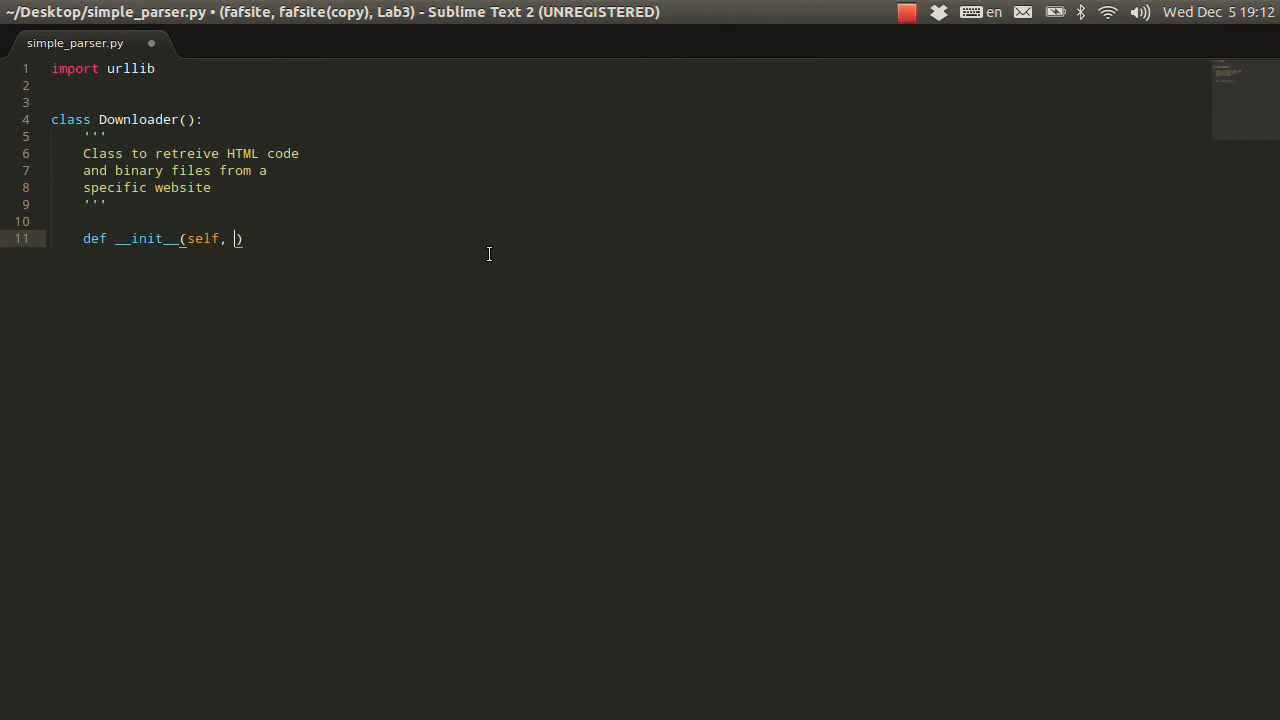 ~/Desktop/simple_parser.py • (fafsite, fafsite(copy), Lab3) - Sublime Text 2 (UNREGISTERED)
en
Wed Dec 5 19:12
simple_parser.py
1 import urllib
2
3
4 class Downloader():
5 '''
6 Class to retreive HTML code
7 and binary files from a
8 specific website
9 '''
10
11 def __init__(self, )